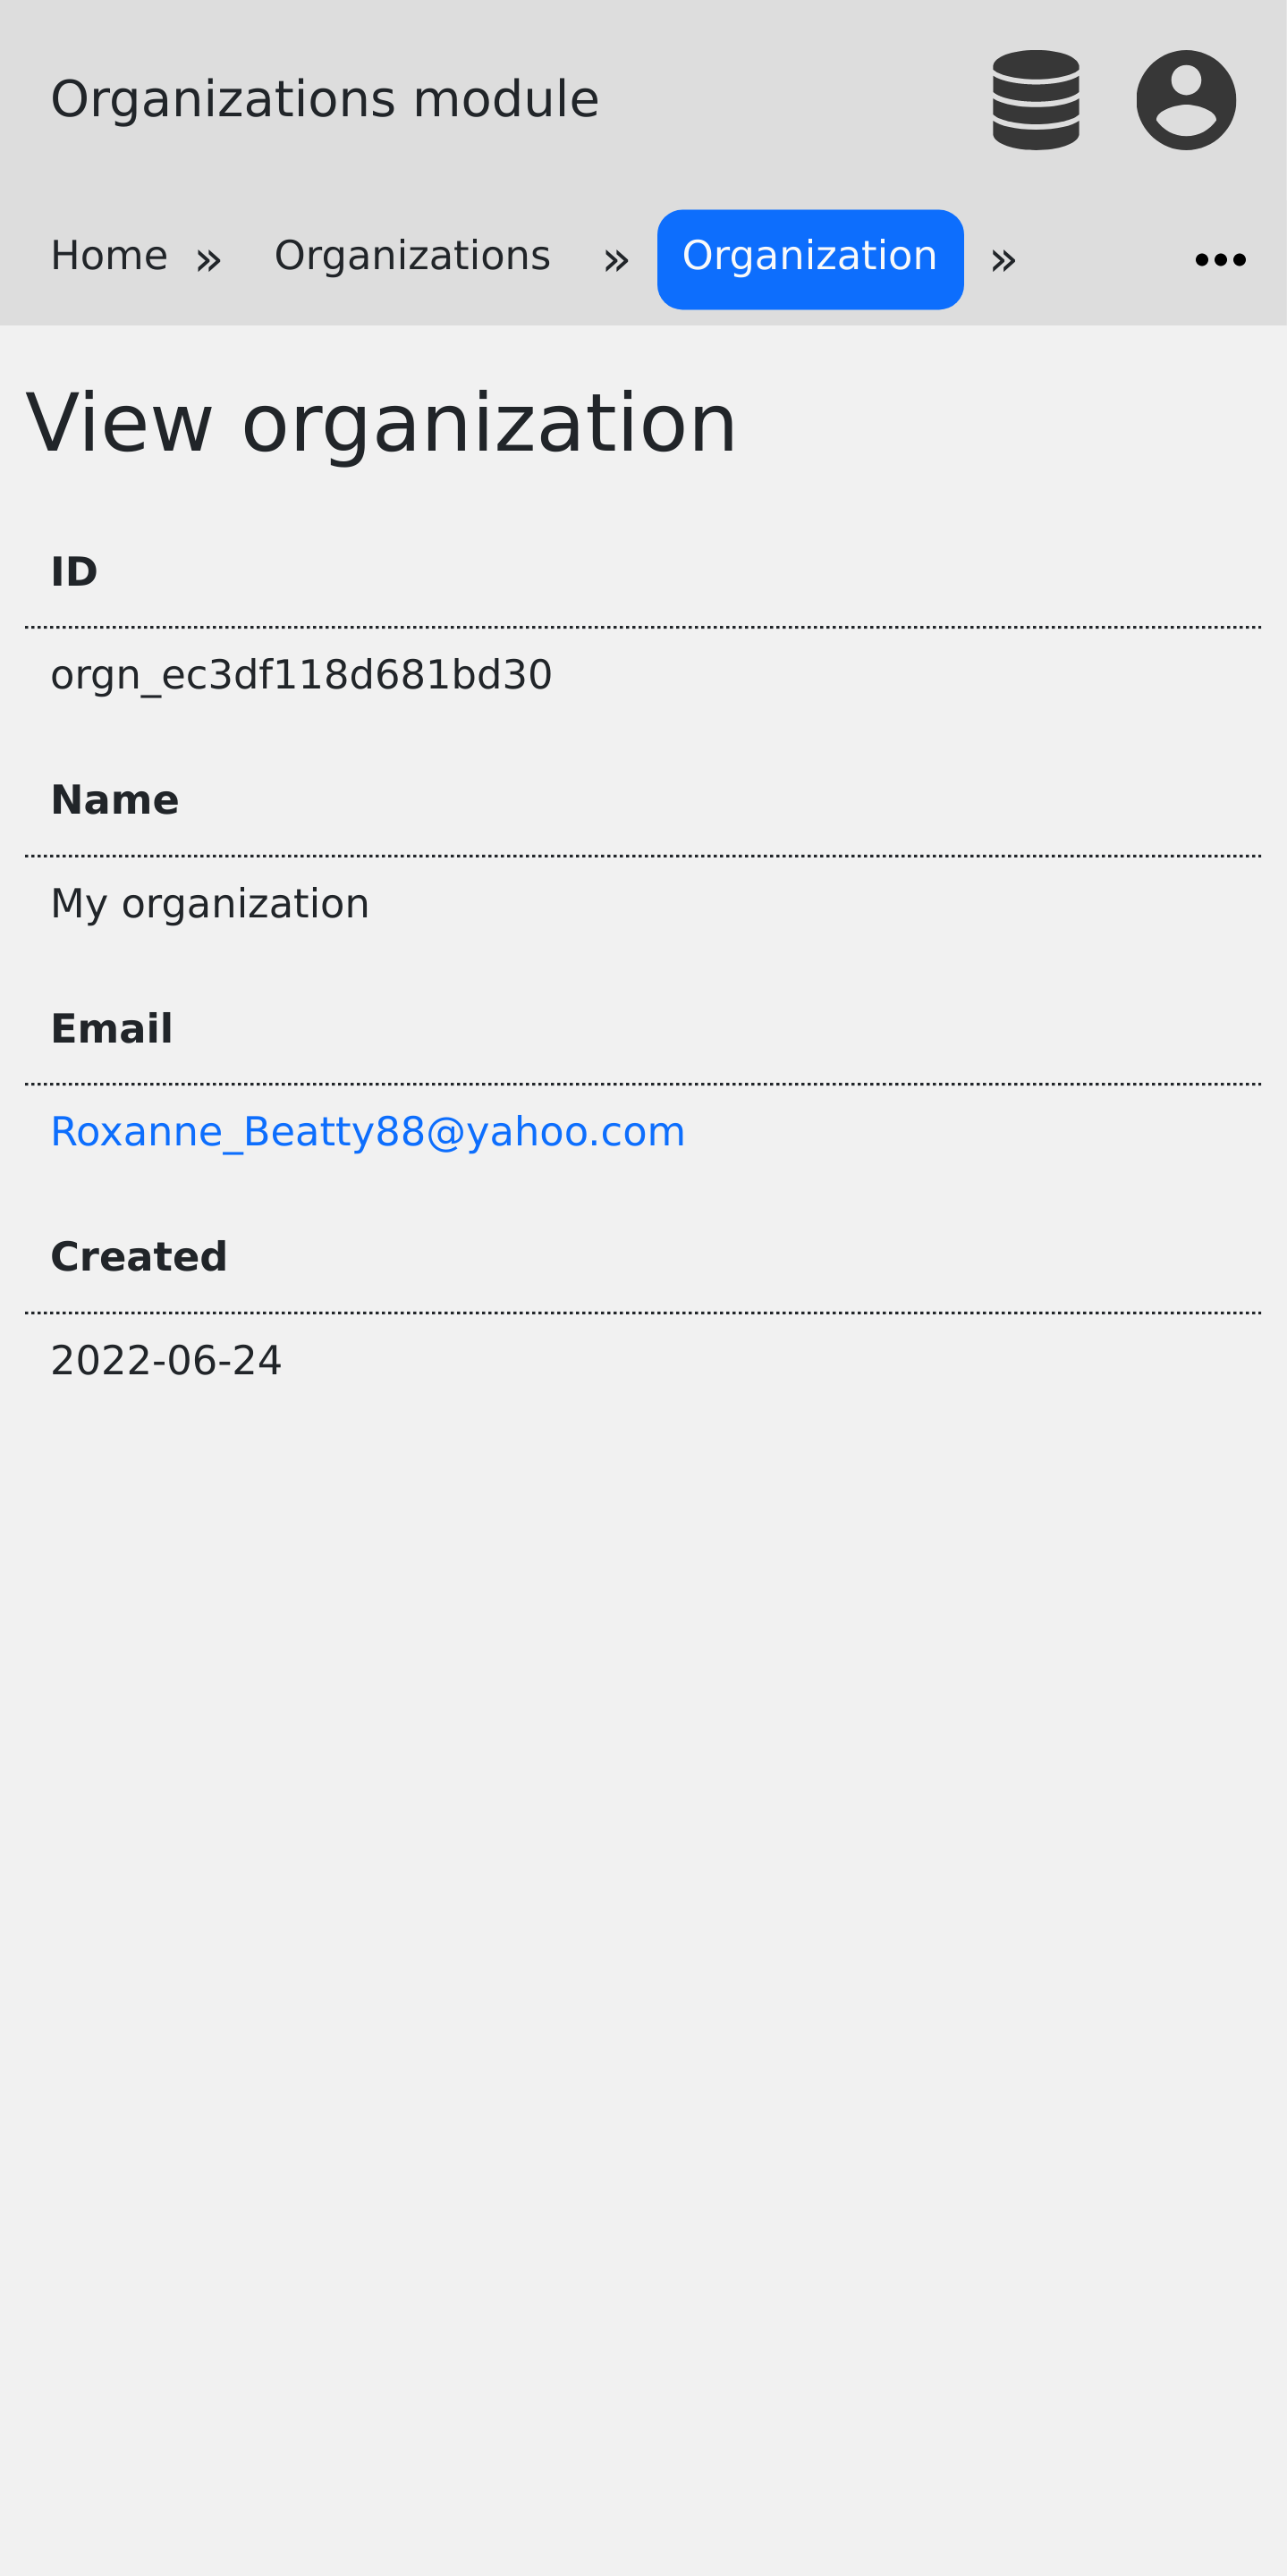 Organizations module
Home » Organizations » Organization » •••
View organization
ID
orgn_ec3df118d681bd30
Name
My organization
Email
Roxanne_Beatty88@yahoo.com
Created
2022-06-24